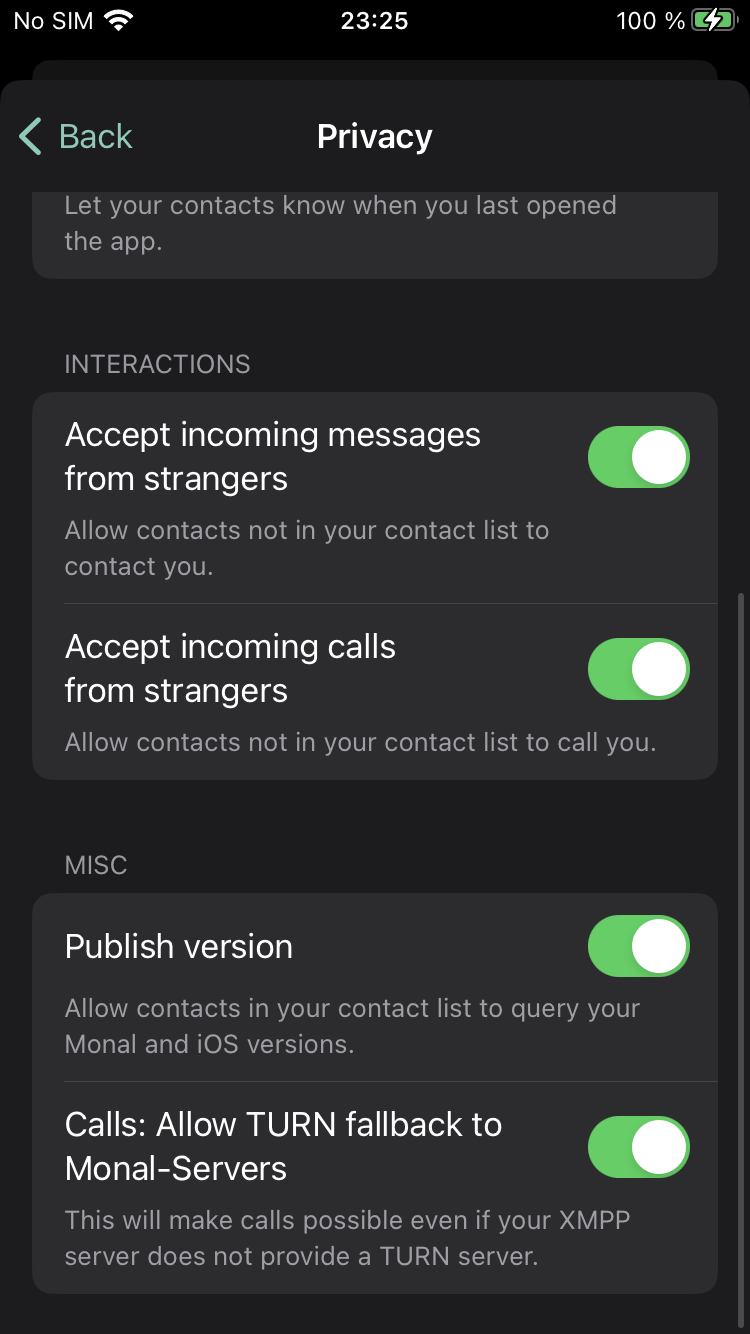 No SIM 23:25 100 %
Back Privacy
Let your contacts know when you last opened
the app.
INTERACTIONS
Accept incoming messages
from strangers
Allow contacts not in your contact list to
contact you.
Accept incoming calls
from strangers
Allow contacts not in your contact list to call you.
MISC
Publish version
Allow contacts in your contact list to query your
Monal and iOS versions.
Calls: Allow TURN fallback to
Monal-Servers
This will make calls possible even if your XMPP
server does not provide a TURN server.